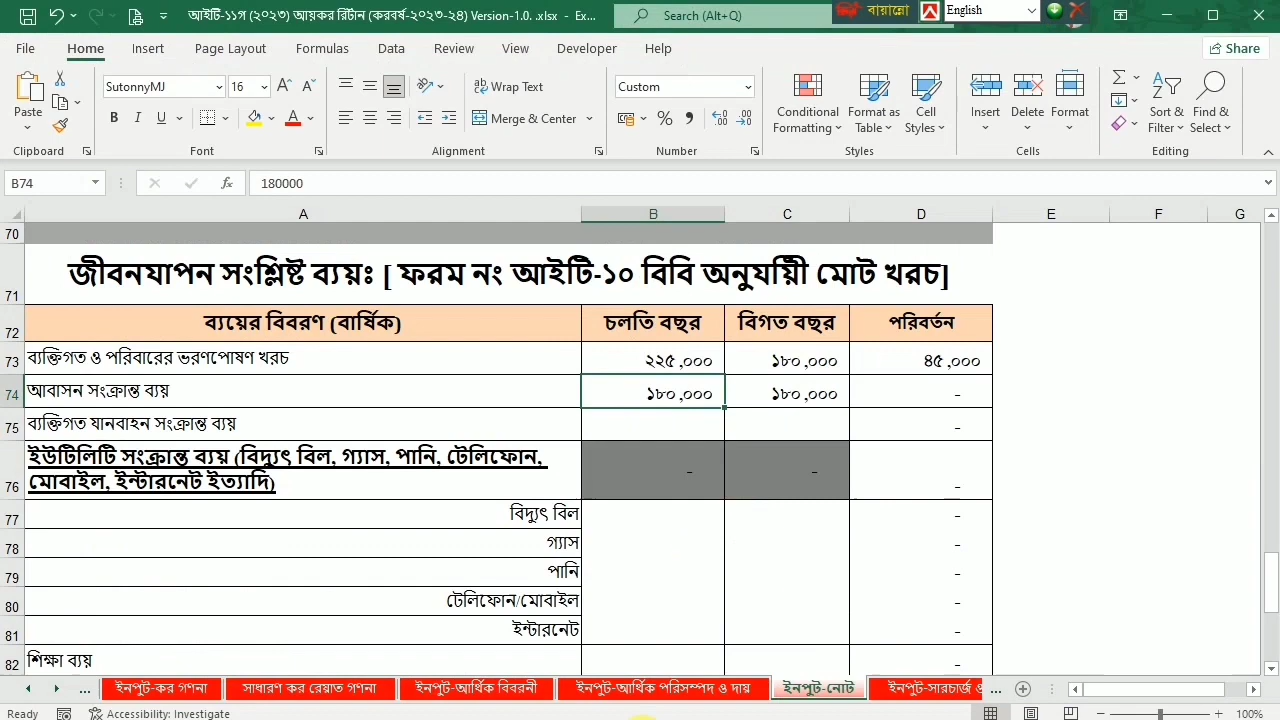 আইটি-১১গ (২০২৩) আয়কর রিটার্ন (করবর্ষ-২০২৩-২৪) Version-1.0. .xlsx - Ex...
Search (Alt+Q)
বায়ান্নো
English
File Home Insert Page Layout Formulas Data Review View Developer Help
Share
Paste
SutonnyMJ 16
Wrap Text
Merge & Center
Custom
Conditional Formatting
Format as Table
Cell Styles
Insert Delete Format
Sort & Filter
Find & Select
Clipboard Font Alignment Number Styles Cells Editing
B74 fx 180000
A B C D E F G
70
71 জীবনযাপন সংশ্লিষ্ট ব্যয়ঃ [ ফরম নং আইটি-১০ বিবি অনুযায়ী মোট খরচ]
72 ব্যয়ের বিবরণ (বার্ষিক) চলতি বছর বিগত বছর পরিবর্তন
73 ব্যক্তিগত ও পরিবারের ভরণপোষণ খরচ ২২৫,০০০ ১৮০,০০০ ৪৫,০০০
74 আবাসন সংক্রান্ত ব্যয় ১৮০,০০০ ১৮০,০০০ -
75 ব্যক্তিগত যানবাহন সংক্রান্ত ব্যয় -
76 ইউটিলিটি সংক্রান্ত ব্যয় (বিদ্যুৎ বিল, গ্যাস, পানি, টেলিফোন,
মোবাইল, ইন্টারনেট ইত্যাদি) - - -
77 বিদ্যুৎ বিল -
78 গ্যাস -
79 পানি -
80 টেলিফোন/মোবাইল -
81 ইন্টারনেট -
82 শিক্ষা ব্যয় -
... ইনপুট-কর গণনা সাধারণ কর রেয়াত গণনা ইনপুট-আর্থিক বিবরনী ইনপুট-আর্থিক পরিসম্পদ ও দায় ইনপুট-নোট ইনপুট-সারচার্জ ...
Ready Accessibility: Investigate 100%